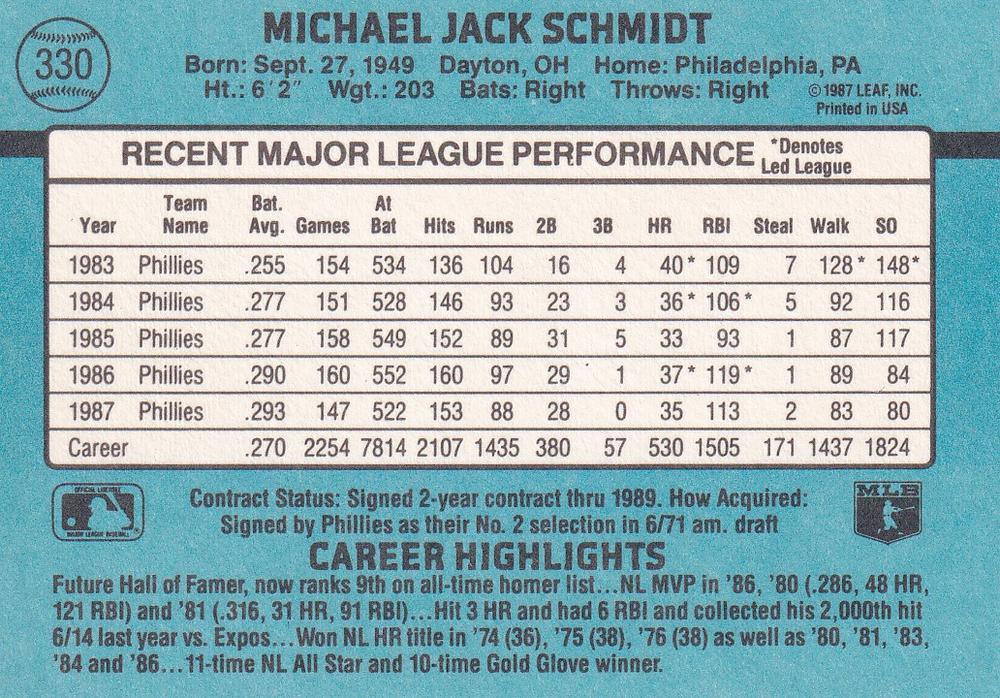 330
MICHAEL JACK SCHMIDT
Born: Sept. 27, 1949 Dayton, OH Home: Philadelphia, PA
Ht.: 6'2" Wgt.: 203 Bats: Right Throws: Right
©1987 LEAF, INC.
Printed in USA
RECENT MAJOR LEAGUE PERFORMANCE *Denotes Led League
Year Team Name Bat. Avg. Games At Bat Hits Runs 2B 3B HR RBI Steal Walk SO
1983 Phillies .255 154 534 136 104 16 4 40* 109 7 128* 148*
1984 Phillies .277 151 528 146 93 23 3 36* 106* 5 92 116
1985 Phillies .277 158 549 152 89 31 5 33 93 1 87 117
1986 Phillies .290 160 552 160 97 29 1 37* 119* 1 89 84
1987 Phillies .293 147 522 153 88 28 0 35 113 2 83 80
Career .270 2254 7814 2107 1435 380 57 530 1505 171 1437 1824
Contract Status: Signed 2-year contract thru 1989. How Acquired:
Signed by Phillies as their No. 2 selection in 6/71 am. draft
MLB
CAREER HIGHLIGHTS
Future Hall of Famer, now ranks 9th on all-time homer list...NL MVP in '86, '80 (.286, 48 HR,
121 RBI) and '81 (.316, 31 HR, 91 RBI)...Hit 3 HR and had 6 RBI and collected his 2,000th hit
6/14 last year vs. Expos...Won NL HR title in '74 (36), '75 (38), '76 (38) as well as '80, '81, '83,
'84 and '86...11-time NL All Star and 10-time Gold Glove winner.